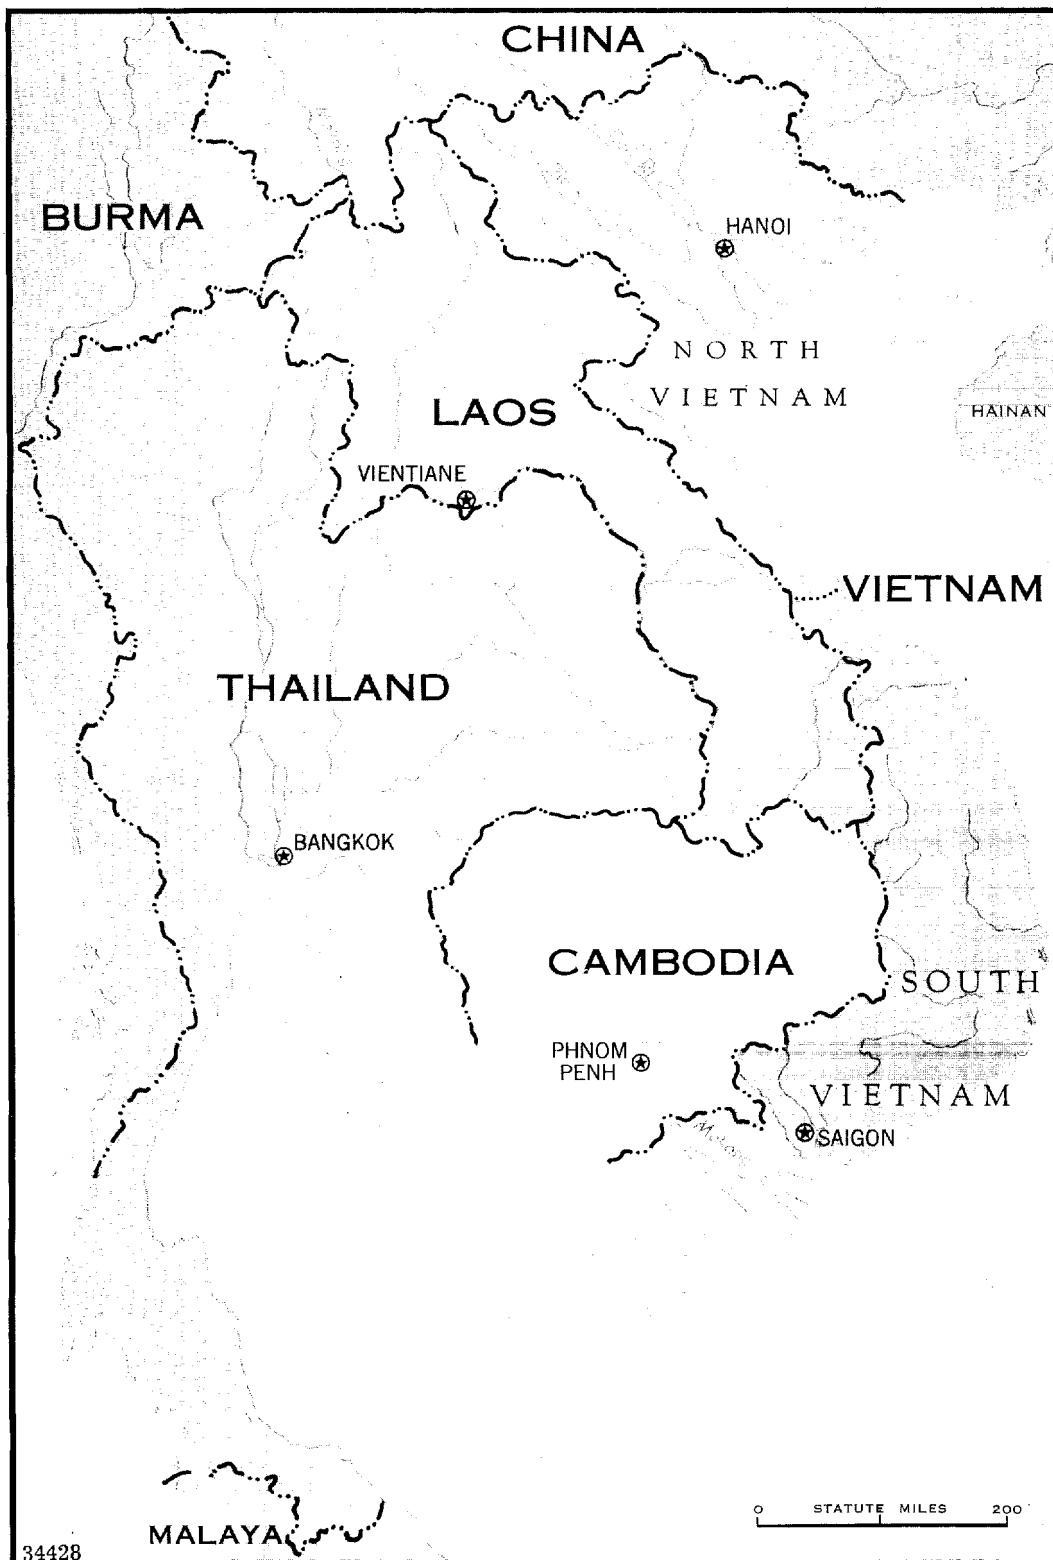 CHINA
BURMA
HANOI
NORTH
VIETNAM
LAOS
HAINAN
VIENTIANE
VIETNAM
THAILAND
BANGKOK
CAMBODIA
SOUTH
PHNOM
PENH
VIETNAM
SAIGON
0 STATUTE MILES 200
MALAYA
34428